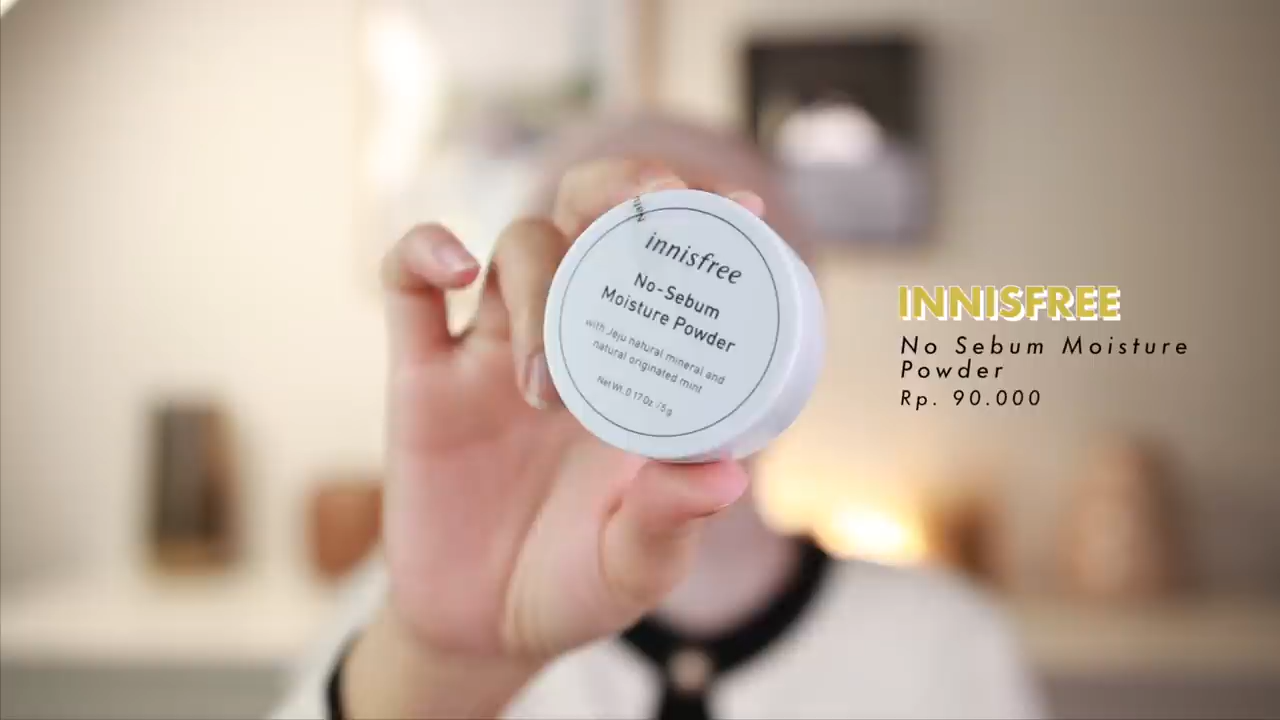 innisfree
No-Sebum
Moisture Powder
with Jeju natural mineral and
natural originated mint
Net Wt. 0.17 Oz / 5g
INNISFREE
No Sebum Moisture
Powder
Rp. 90.000